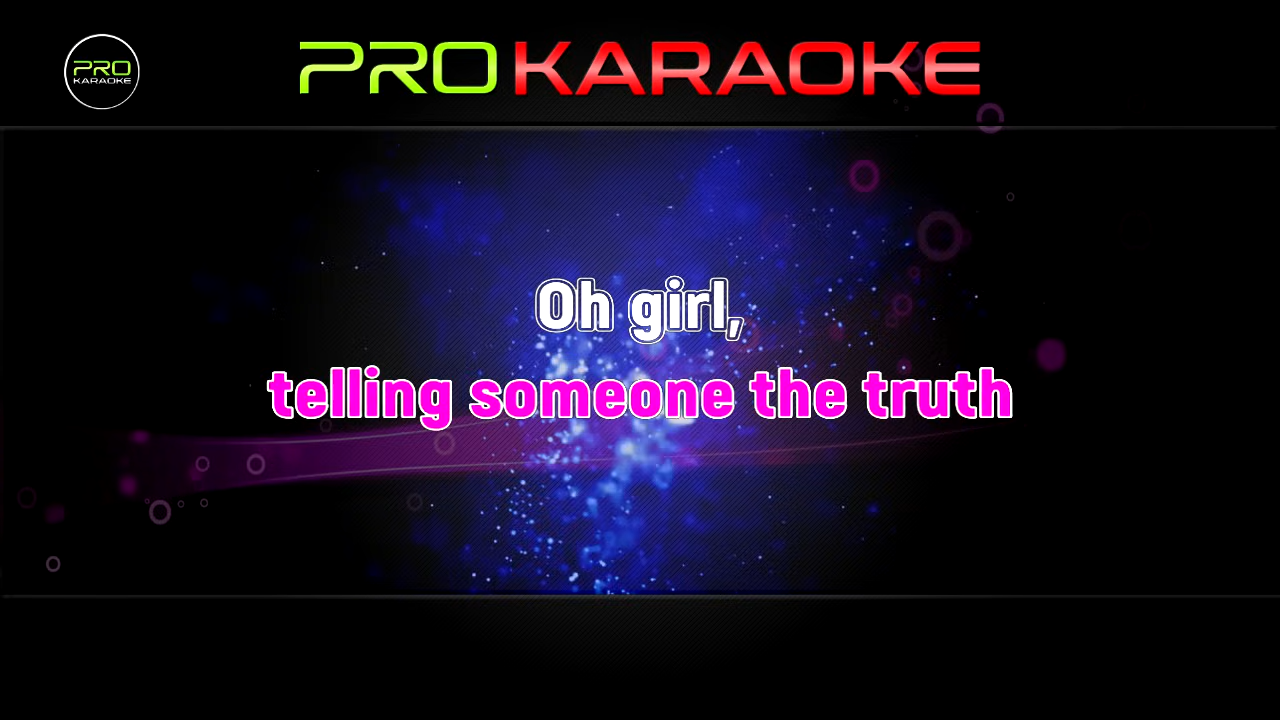 PRO KARAOKE
PRO
KARAOKE
Oh girl,
telling someone the truth